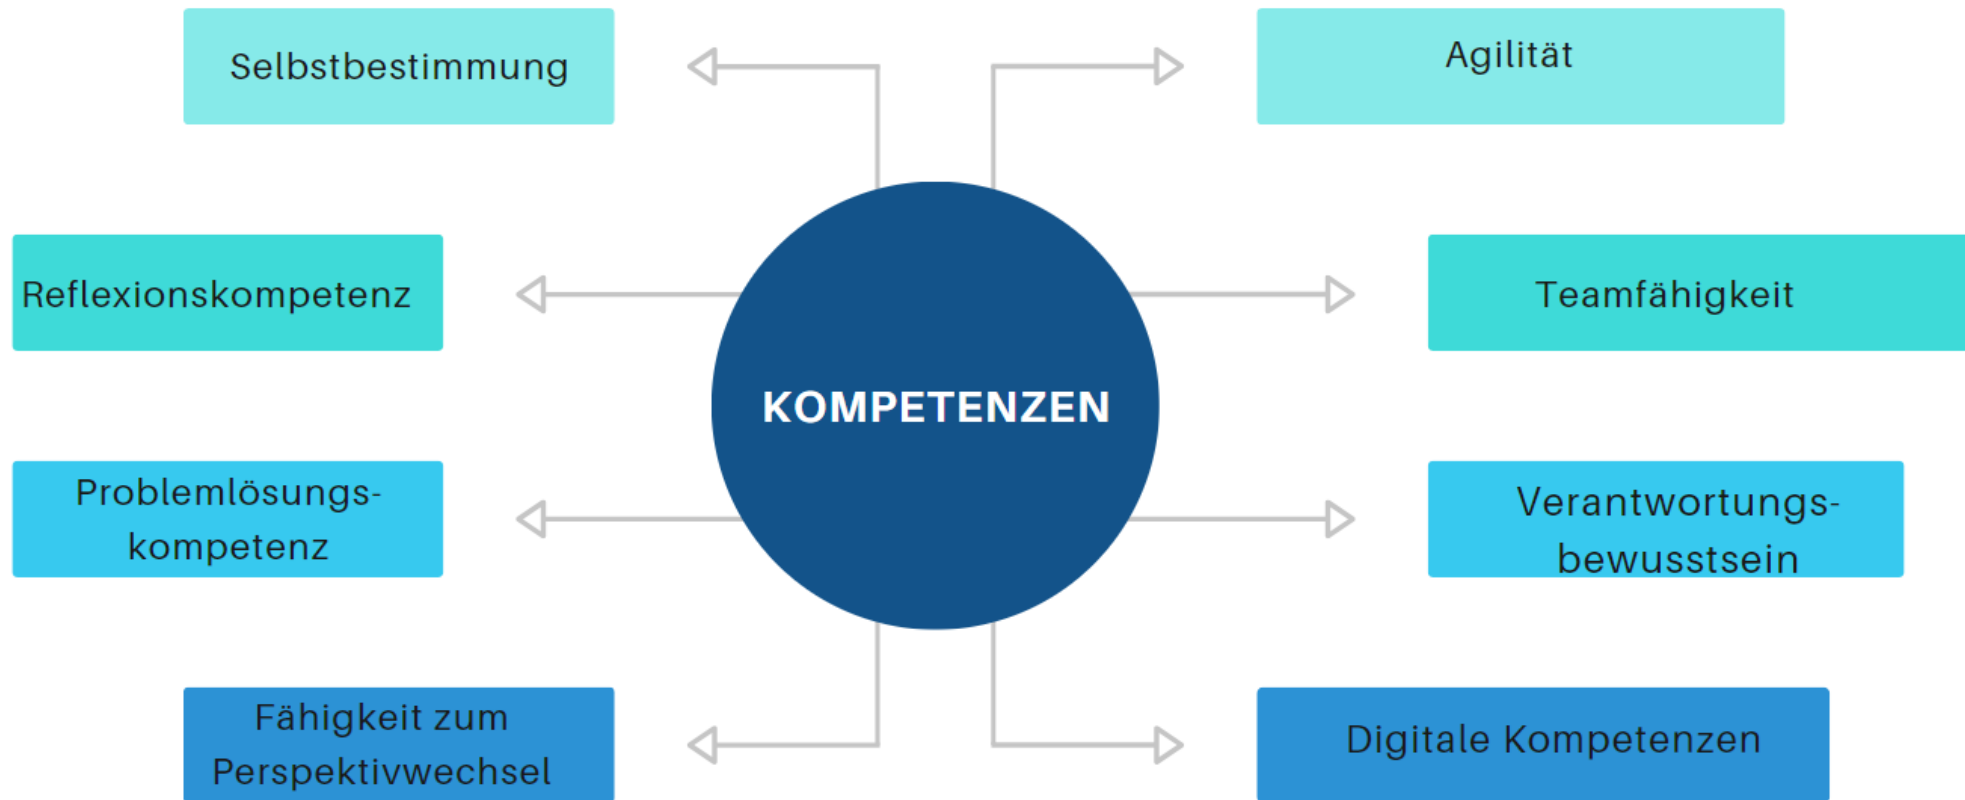 Selbstbestimmung
Agilität
Reflexionskompetenz
Teamfähigkeit
KOMPETENZEN
Problemlösungs-
kompetenz
Verantwortungs-
bewusstsein
Fähigkeit zum
Perspektivwechsel
Digitale Kompetenzen